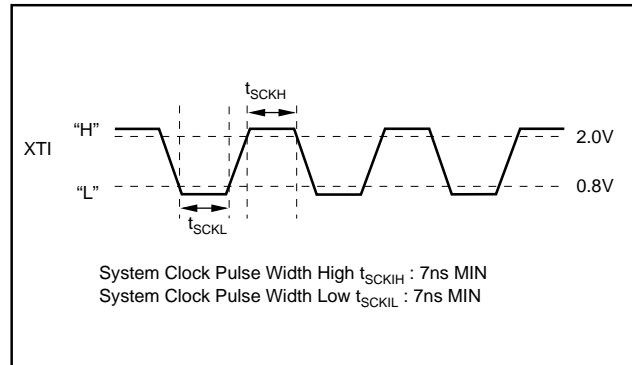 tSCKH
“H”
2.0V
XTI
“L”
0.8V
tSCKL
System Clock Pulse Width High tSCKIH : 7ns MIN
System Clock Pulse Width Low tSCKIL : 7ns MIN